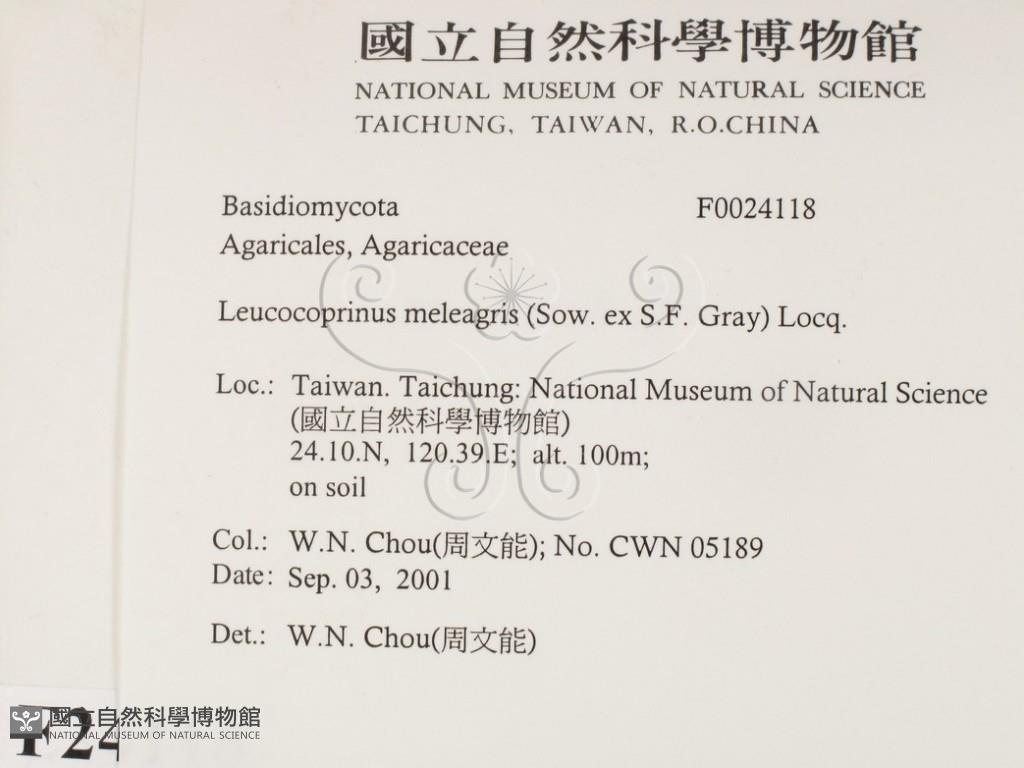 國立自然科學博物館
NATIONAL MUSEUM OF NATURAL SCIENCE
TAICHUNG, TAIWAN, R.O.CHINA
Basidiomycota F0024118
Agaricales, Agaricaceae
Leucocoprinus meleagris (Sow. ex S.F. Gray) Locq.
Loc.: Taiwan. Taichung: National Museum of Natural Science
(國立自然科學博物館)
24.10.N, 120.39.E; alt. 100m;
on soil
Col.: W.N. Chou(周文能); No. CWN 05189
Date: Sep. 03, 2001
Det.: W.N. Chou(周文能)
F24
國立自然科學博物館
NATIONAL MUSEUM OF NATURAL SCIENCE